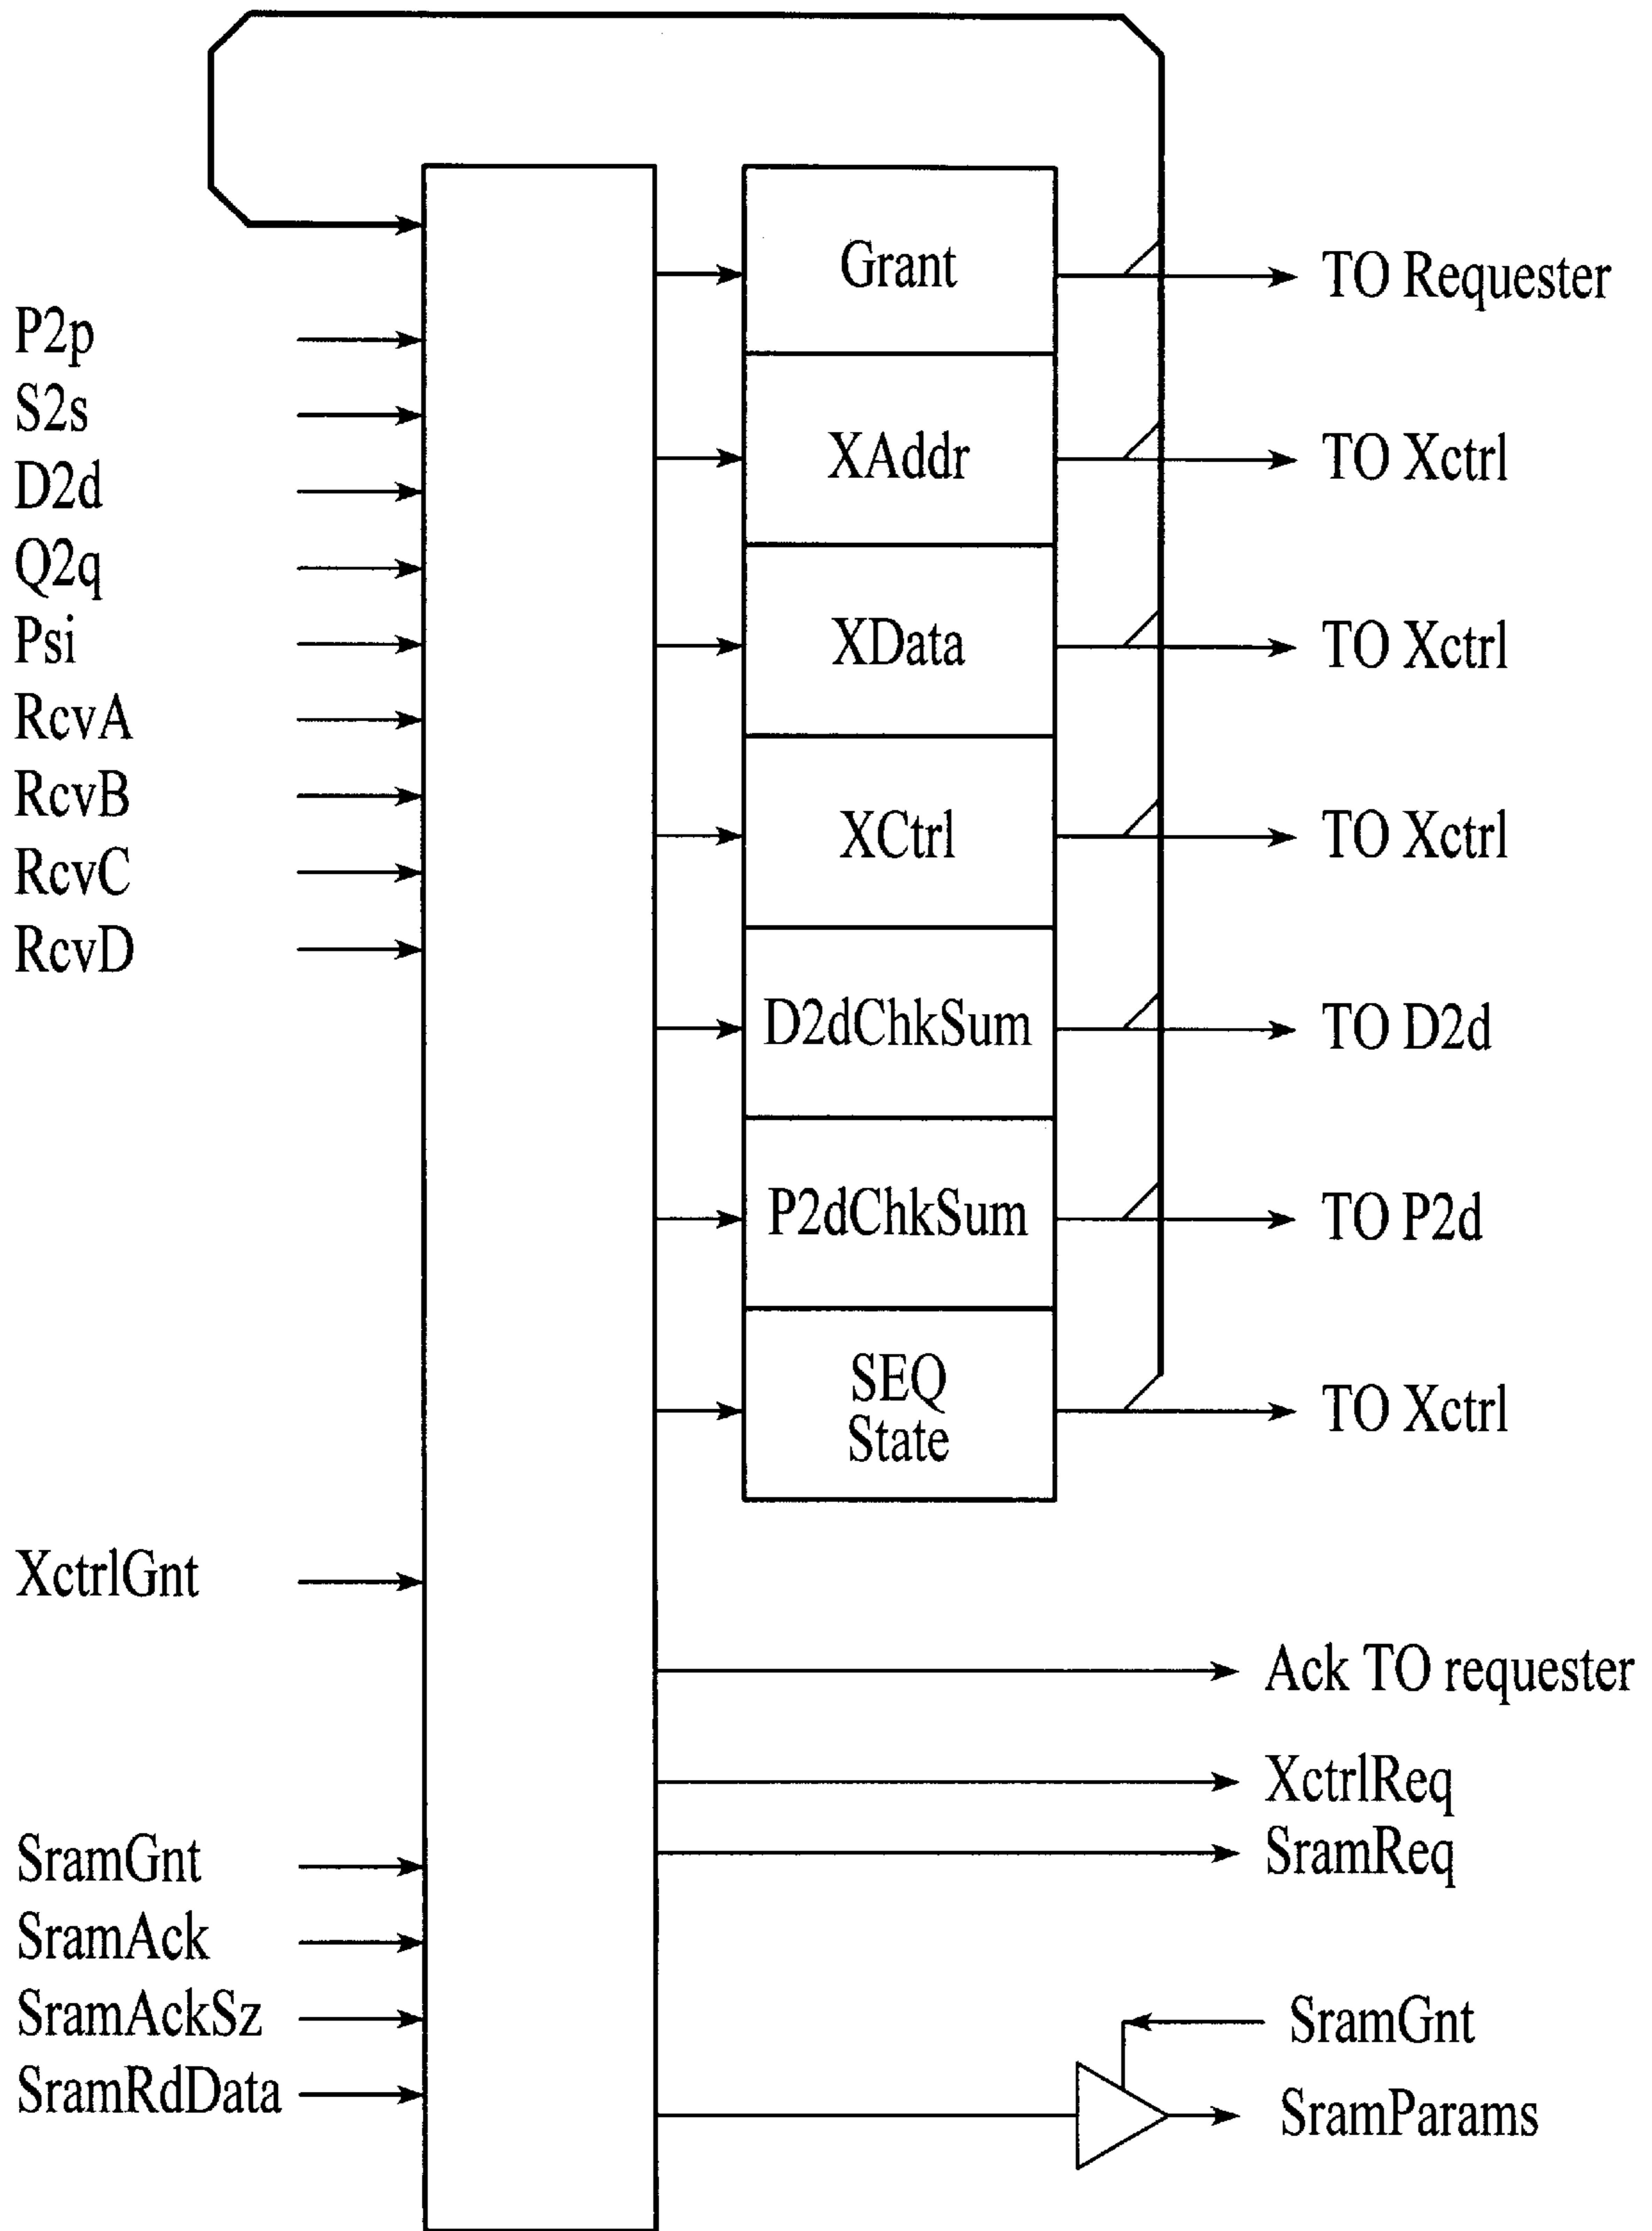 P2p
S2s
D2d
Q2q
Psi
RcvA
RcvB
RcvC
RcvD
XctrlGnt
SramGnt
SramAck
SramAckSz
SramRdData
Grant
XAddr
XData
XCtrl
D2dChkSum
P2dChkSum
SEQ
State
TO Requester
TO Xctrl
TO Xctrl
TO Xctrl
TO D2d
TO P2d
TO Xctrl
Ack TO requester
XctrlReq
SramReq
SramGnt
SramParams